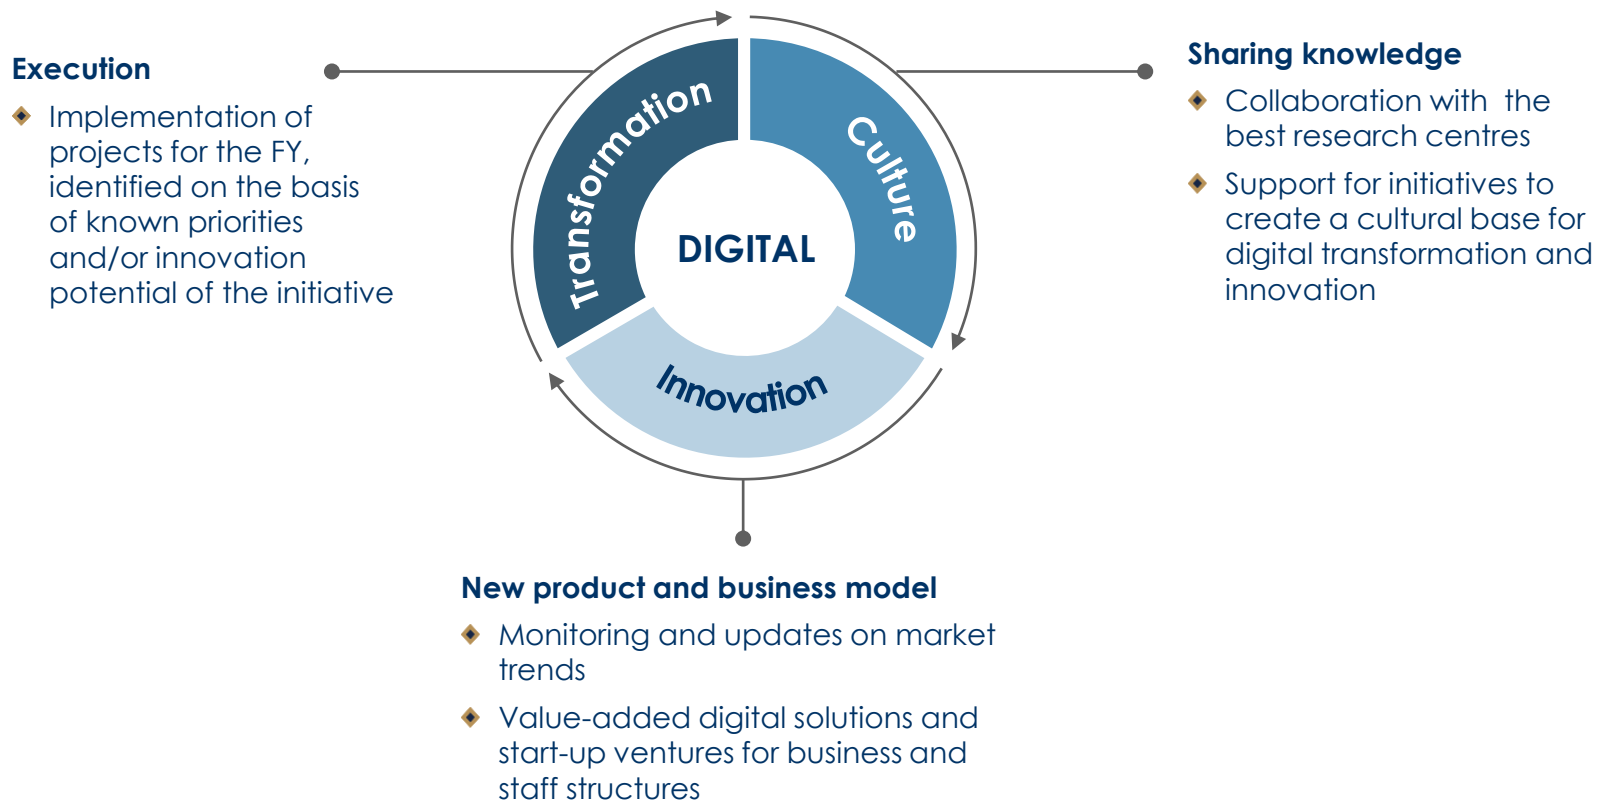 Execution
Implementation of
projects for the FY,
identified on the basis
of known priorities
and/or innovation
potential of the initiative
Transformation
Culture
DIGITAL
Innovation
Sharing knowledge
Collaboration with the
best research centres
Support for initiatives to
create a cultural base for
digital transformation and
innovation
New product and business model
Monitoring and updates on market
trends
Value-added digital solutions and
start-up ventures for business and
staff structures